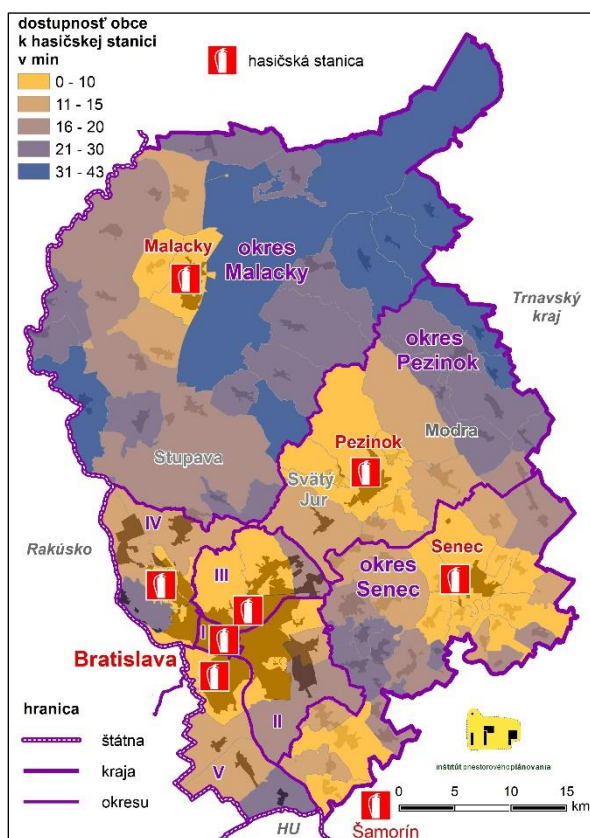 dostupnosť obce
k hasičskej stanici
v min
0 - 10
11 - 15
16 - 20
21 - 30
31 - 43
hasičská stanica
Malacky
okres
Malacky
Trnavský
kraj
okres
Pezinok
Pezinok
Modra
Stupava
Svätý
Jur
IV
Rakúsko
III
Senec
okres
Senec
I
Bratislava
hranica
štátna
kraja
okresu
II
V
inštitút priestorového plánovania
0 5 10 15
km
Šamorín
HU